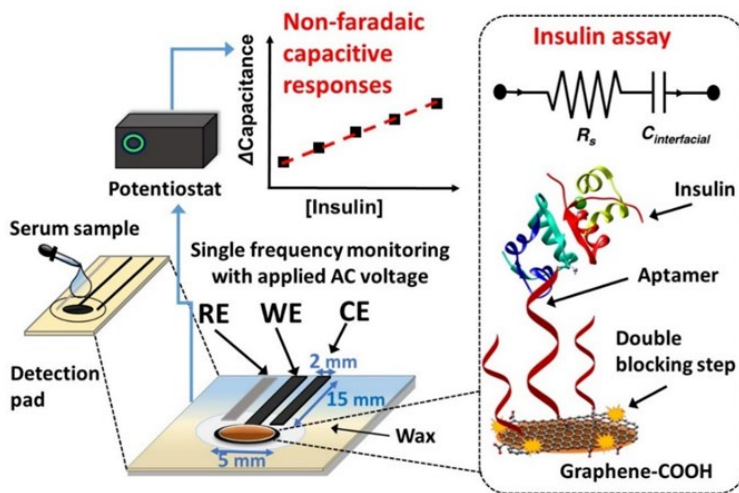 Non-faradaic
capacitive
responses
ΔCapacitance
[Insulin]
Potentiostat
Serum sample
Single frequency monitoring
with applied AC voltage
RE WE CE
2 mm
15 mm
5 mm
Detection
pad
Wax
Insulin assay
Rs Cinterfacial
Insulin
Aptamer
Double
blocking step
Graphene-COOH